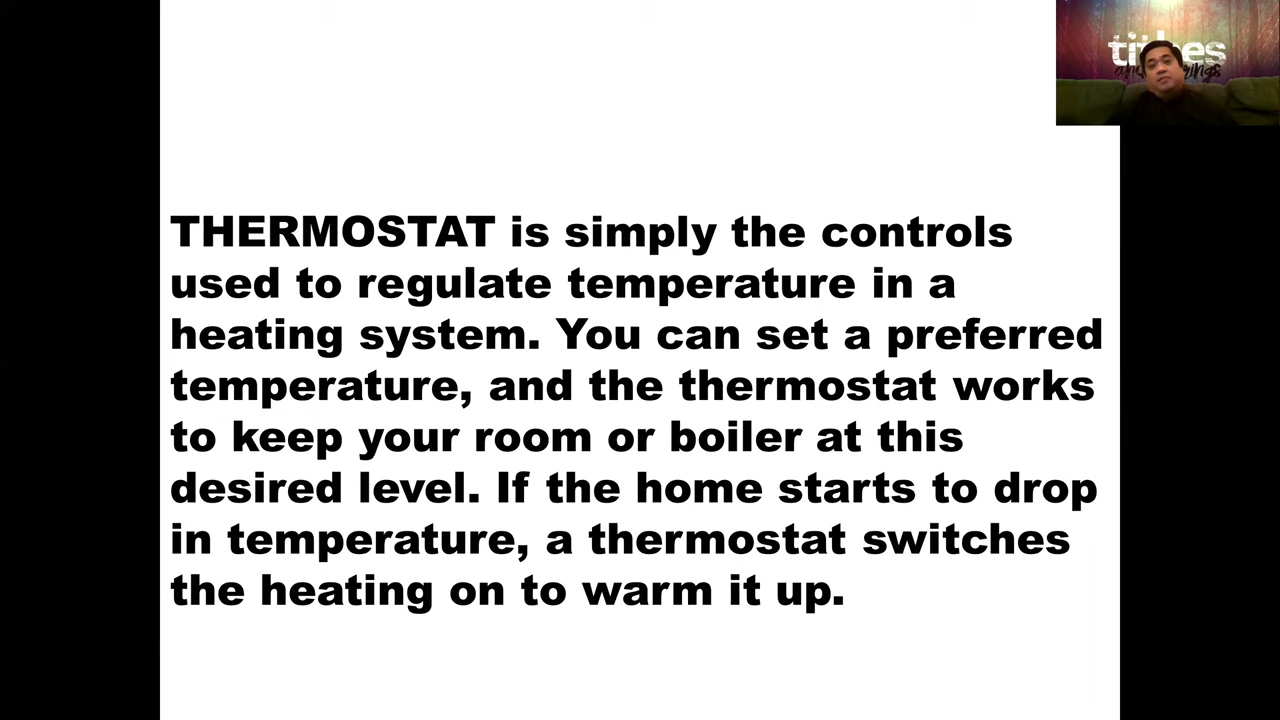 tithes
THERMOSTAT is simply the controls
used to regulate temperature in a
heating system. You can set a preferred
temperature, and the thermostat works
to keep your room or boiler at this
desired level. If the home starts to drop
in temperature, a thermostat switches
the heating on to warm it up.